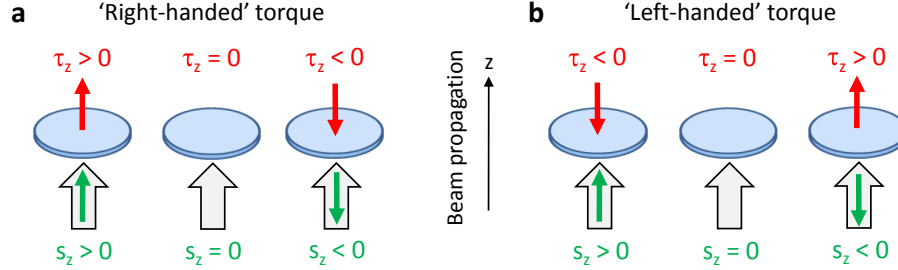 a 'Right-handed' torque
τz > 0 τz = 0 τz < 0
sz > 0 sz = 0 sz < 0
Beam propagation
z
b 'Left-handed' torque
τz < 0 τz = 0 τz > 0
sz > 0 sz = 0 sz < 0